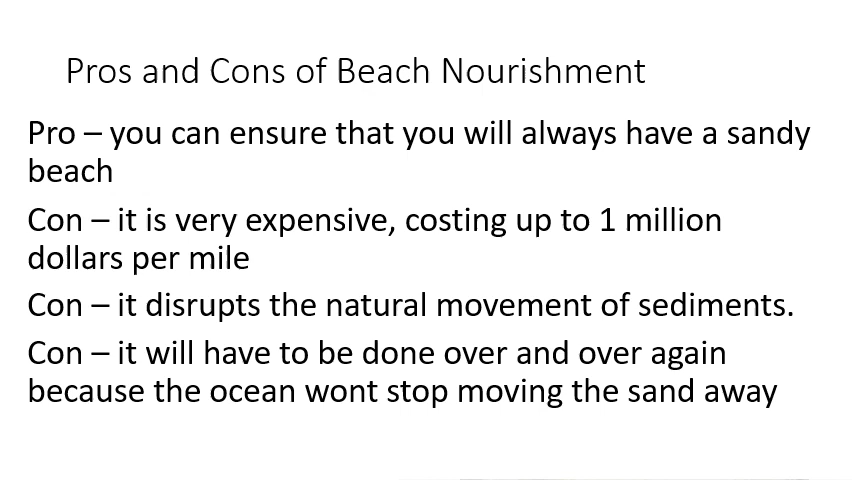 Pros and Cons of Beach Nourishment
Pro – you can ensure that you will always have a sandy
beach
Con – it is very expensive, costing up to 1 million
dollars per mile
Con – it disrupts the natural movement of sediments.
Con – it will have to be done over and over again
because the ocean wont stop moving the sand away